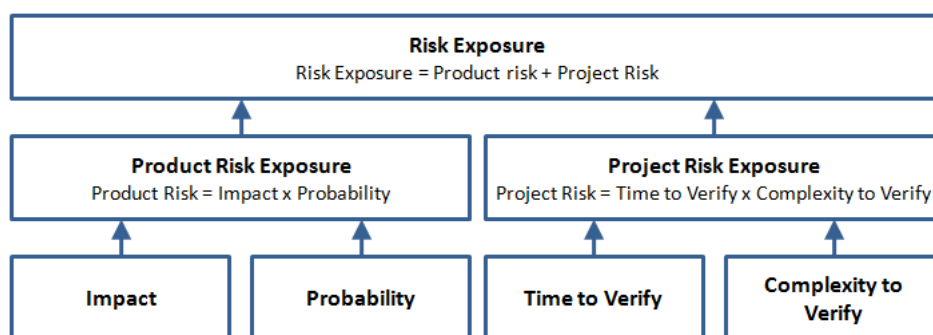 Risk Exposure
Risk Exposure = Product risk + Project Risk
Product Risk Exposure
Product Risk = Impact x Probability
Project Risk Exposure
Project Risk = Time to Verify x Complexity to Verify
Impact
Probability
Time to Verify
Complexity to
Verify